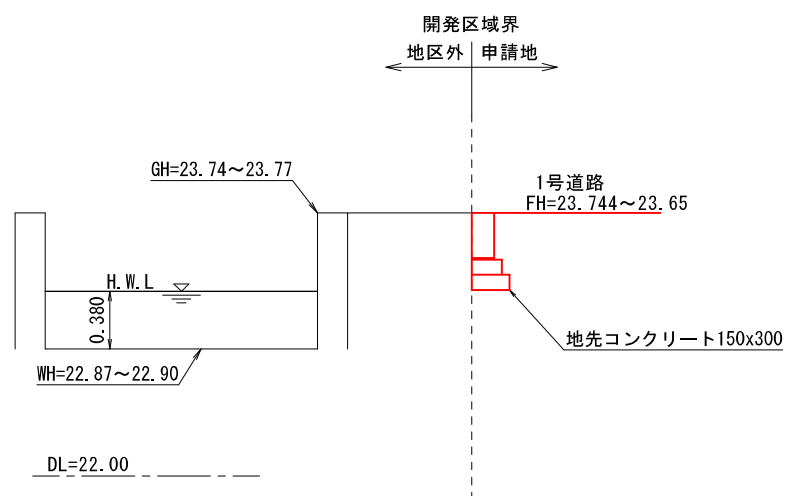 開発区域界
地区外 申請地
GH=23.74～23.77
1号道路
FH=23.744～23.65
H.W.L
0.380
地先コンクリート150x300
WH=22.87～22.90
DL=22.00